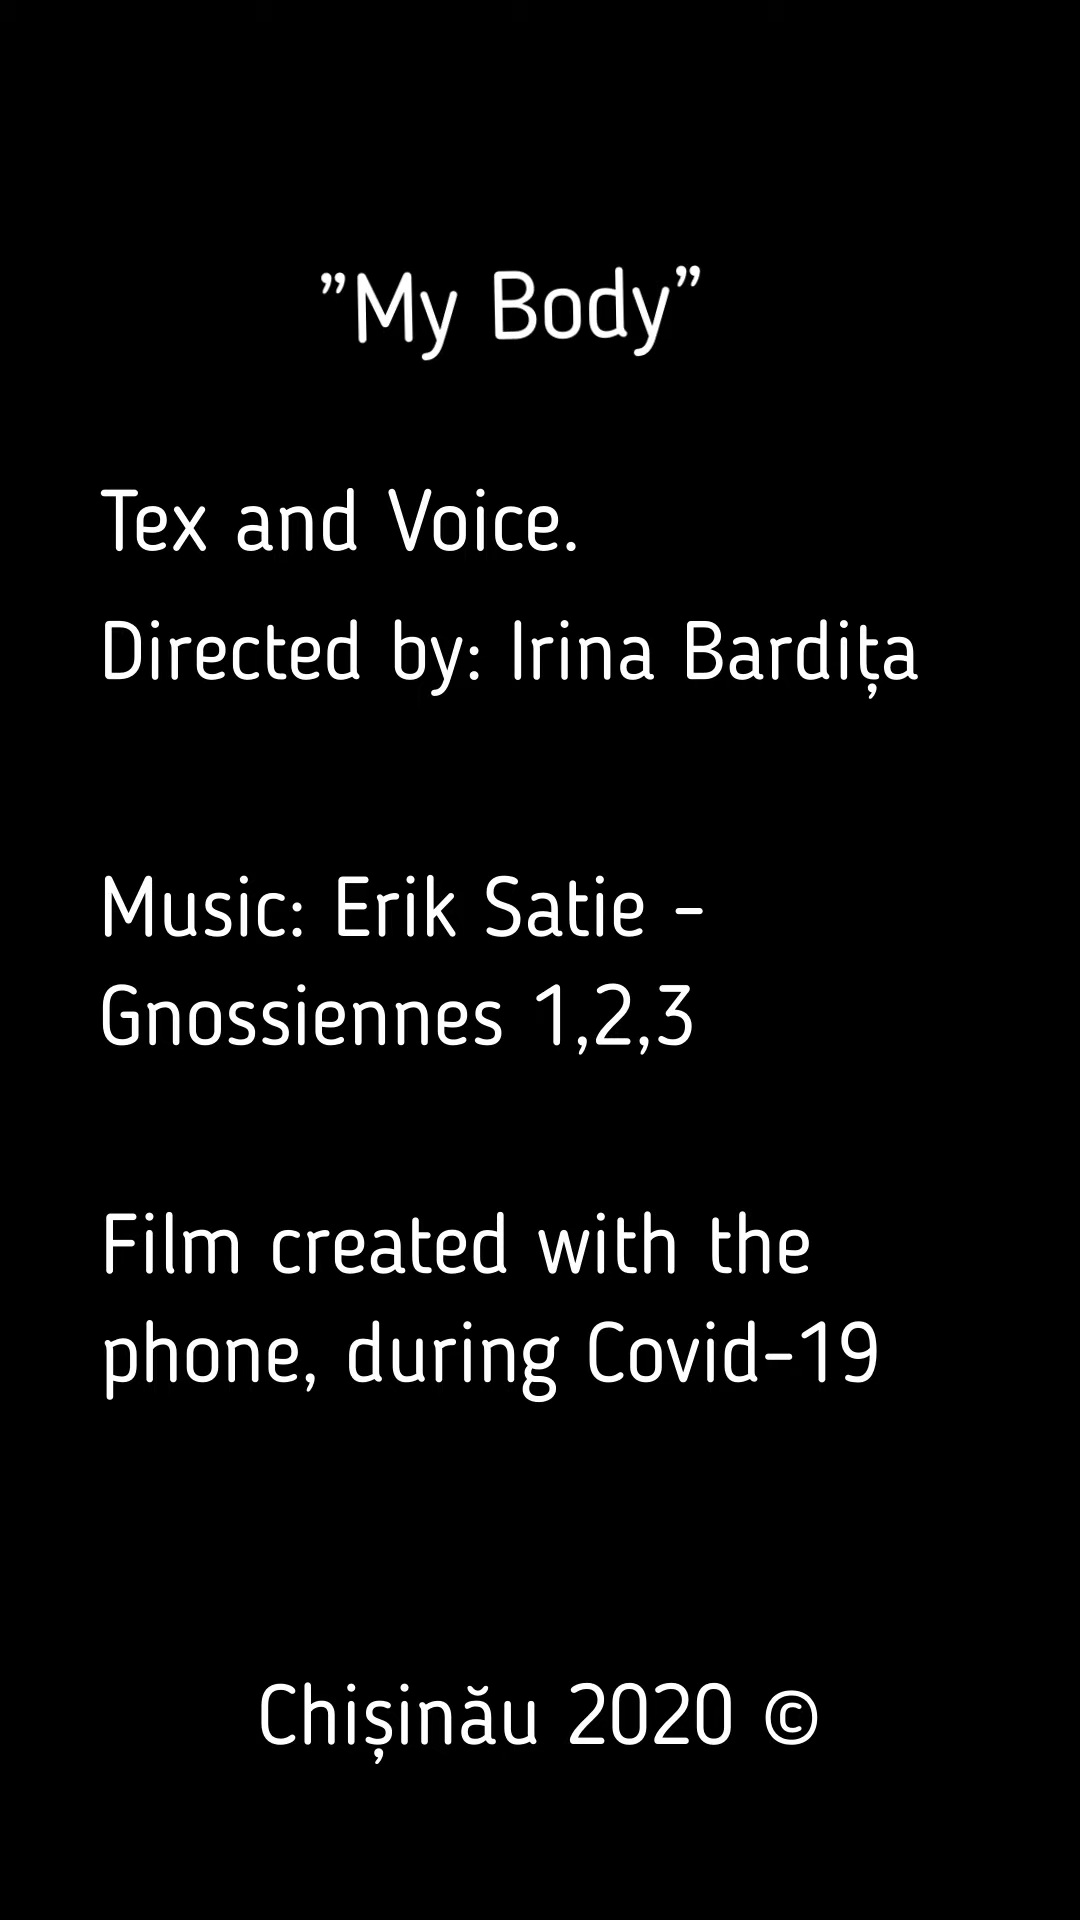 ”My Body”
Tex and Voice.
Directed by: Irina Bardița
Music: Erik Satie -
Gnossiennes 1,2,3
Film created with the
phone, during Covid-19
Chișinău 2020 ©